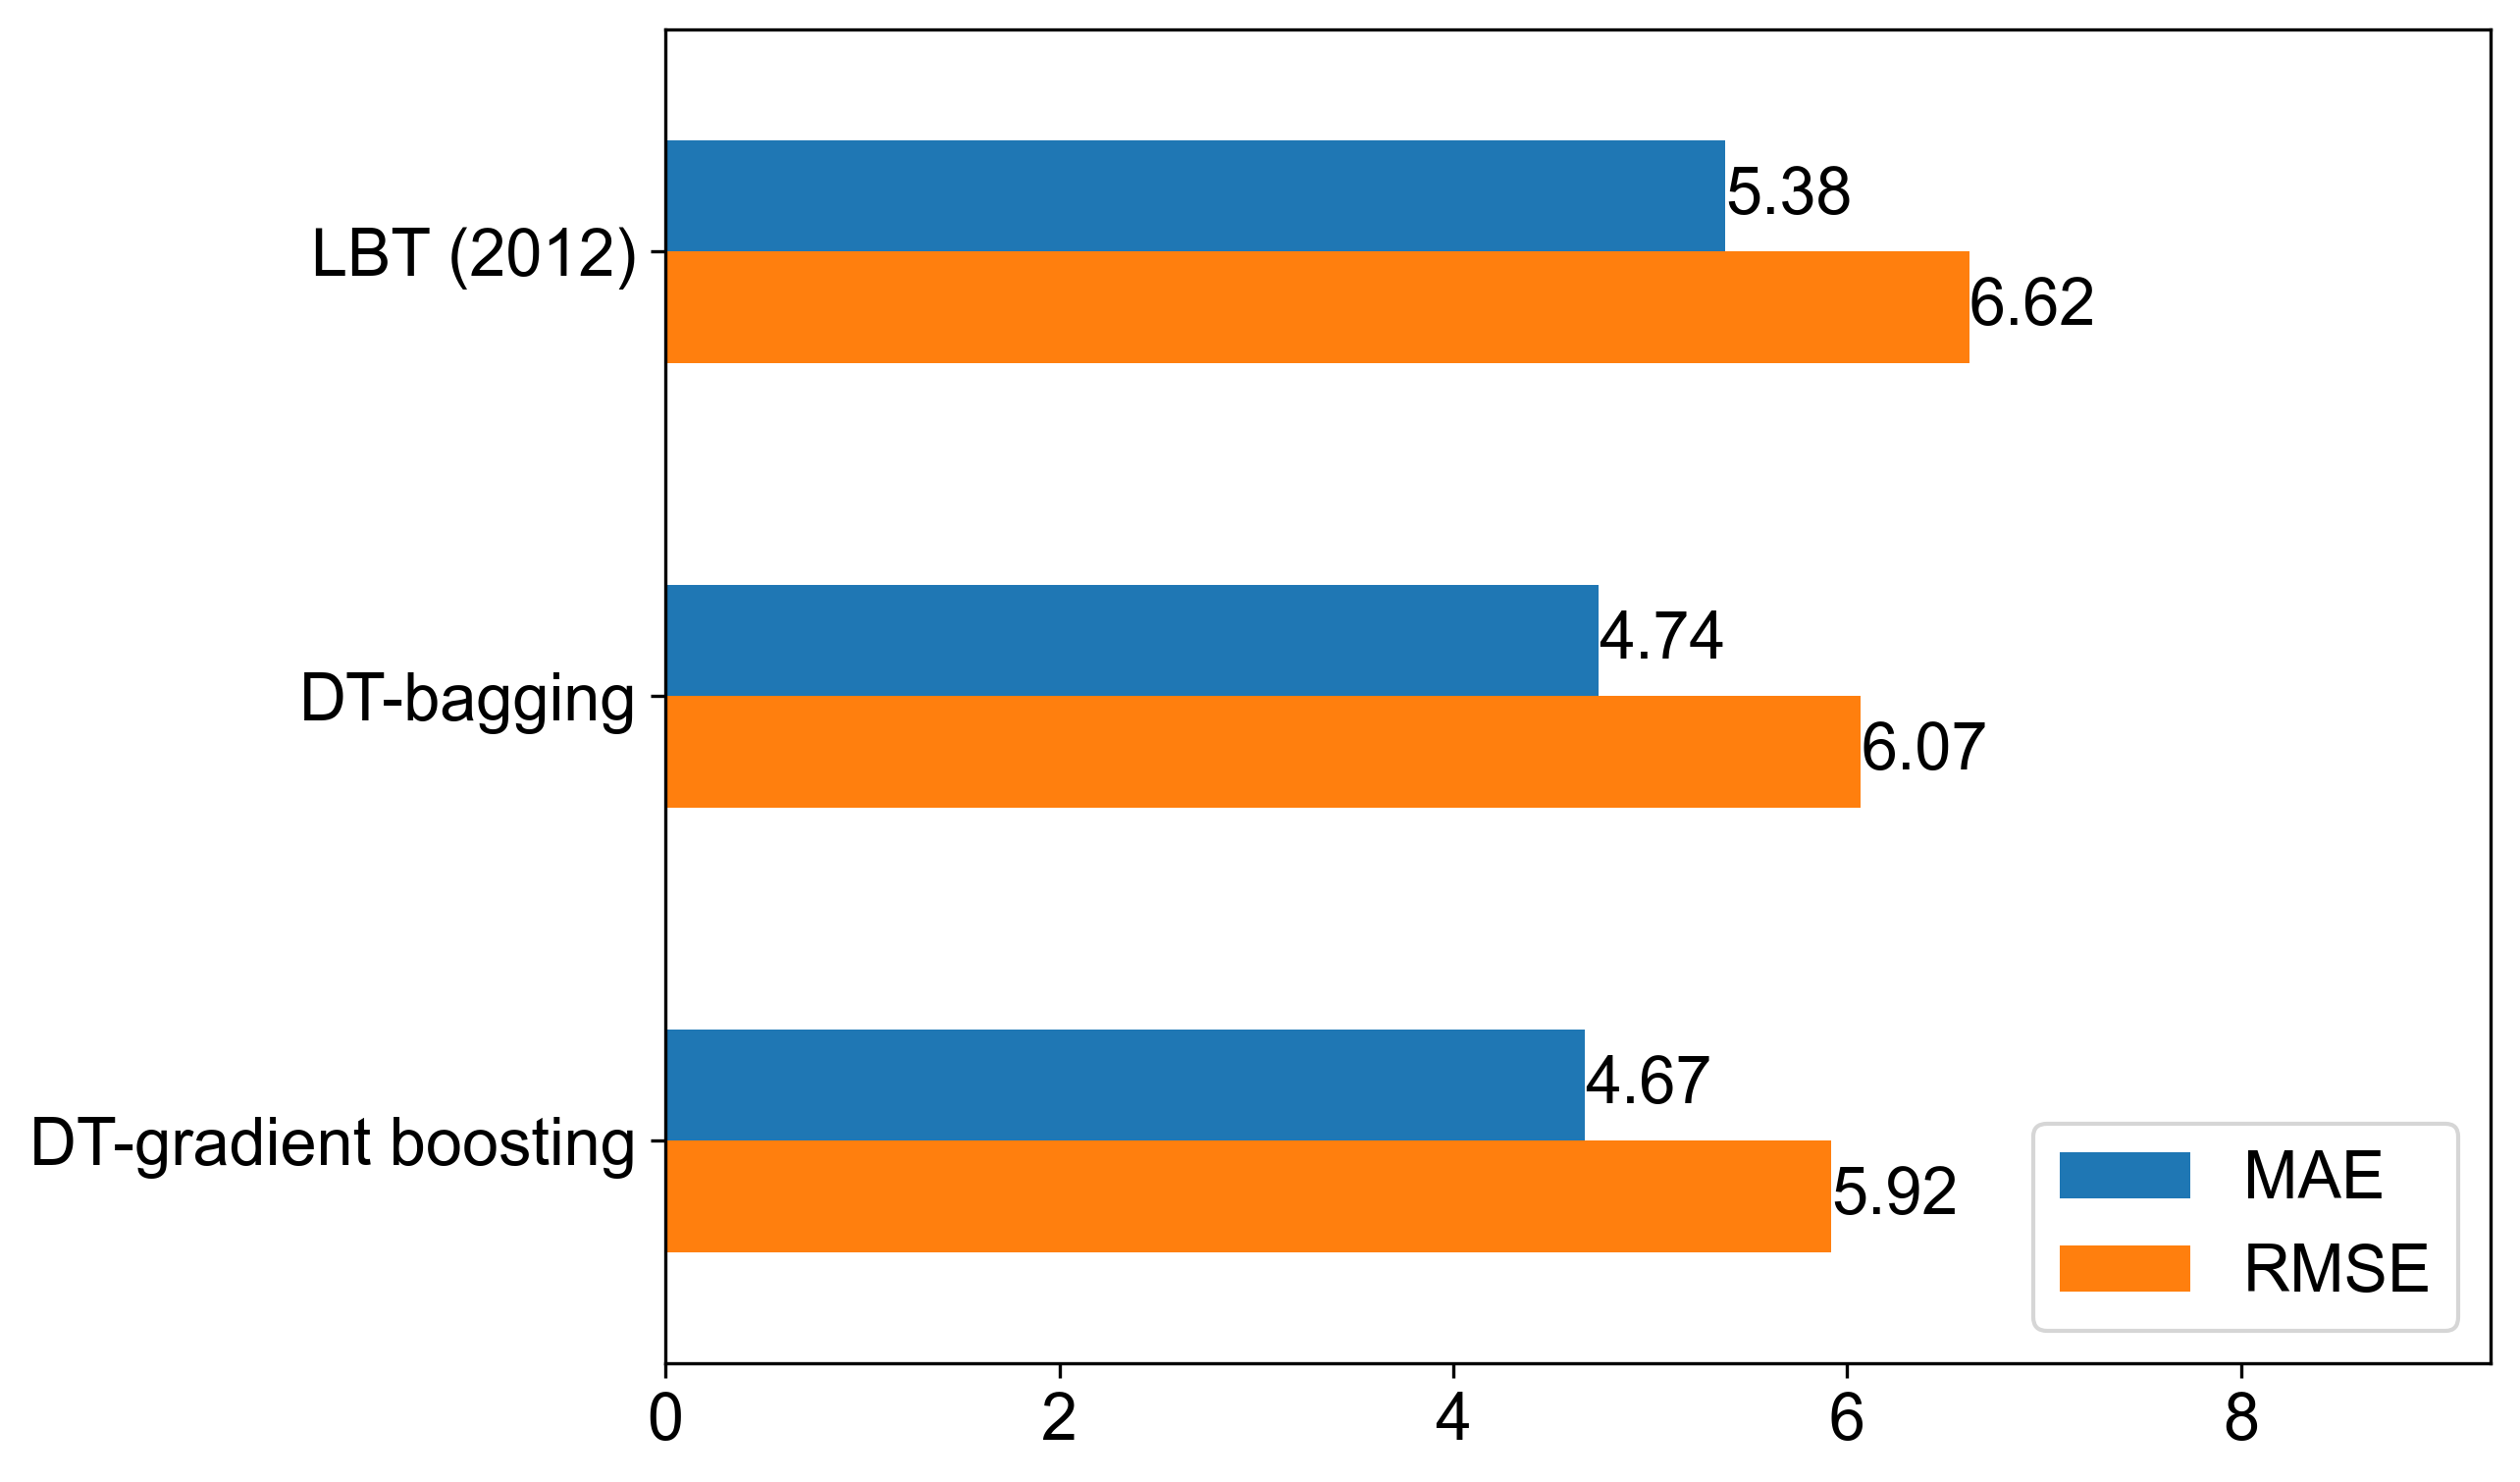 LBT (2012)
5.38
6.62
DT-bagging
4.74
6.07
DT-gradient boosting
4.67
5.92
MAE
RMSE
0 2 4 6 8